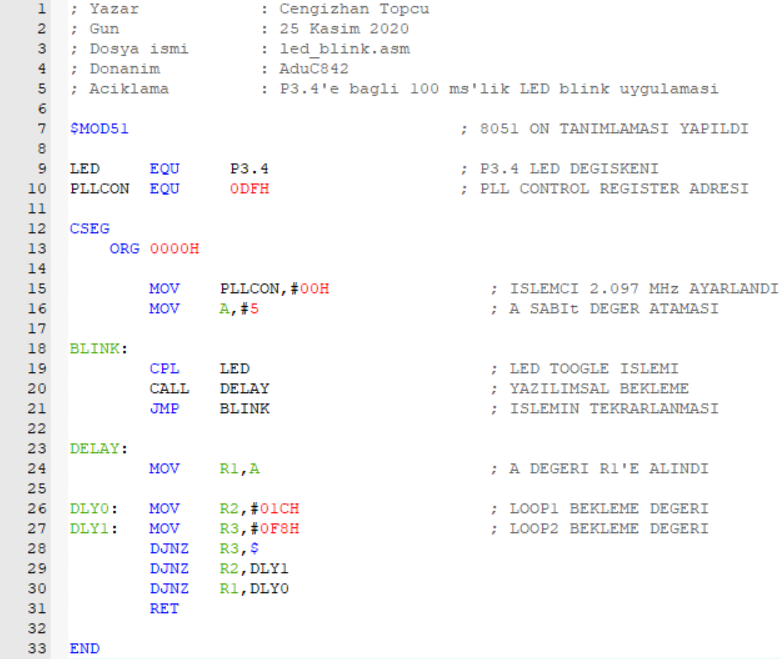 1 ; Yazar : Cengizhan Topcu
2 ; Gun : 25 Kasim 2020
3 ; Dosya ismi : led_blink.asm
4 ; Donanim : AduC842
5 ; Aciklama : P3.4'e bagli 100 ms'lik LED blink uygulamasi
6
7 $MOD51 ; 8051 ON TANIMLAMASI YAPILDI
8
9 LED EQU P3.4 ; P3.4 LED DEGISKENI
10 PLLCON EQU 0DFH ; PLL CONTROL REGISTER ADRESI
11
12 CSEG
13 ORG 0000H
14
15 MOV PLLCON,#00H ; ISLEMCI 2.097 MHz AYARLANDI
16 MOV A,#5 ; A SABIt DEGER ATAMASI
17
18 BLINK:
19 CPL LED ; LED TOOGLE ISLEMI
20 CALL DELAY ; YAZILIMSAL BEKLEME
21 JMP BLINK ; ISLEMIN TEKRARLANMASI
22
23 DELAY:
24 MOV R1,A ; A DEGERI R1'E ALINDI
25
26 DLY0: MOV R2,#01CH ; LOOP1 BEKLEME DEGERI
27 DLY1: MOV R3,#0F8H ; LOOP2 BEKLEME DEGERI
28 DJNZ R3,$
29 DJNZ R2,DLY1
30 DJNZ R1,DLY0
31 RET
32
33 END